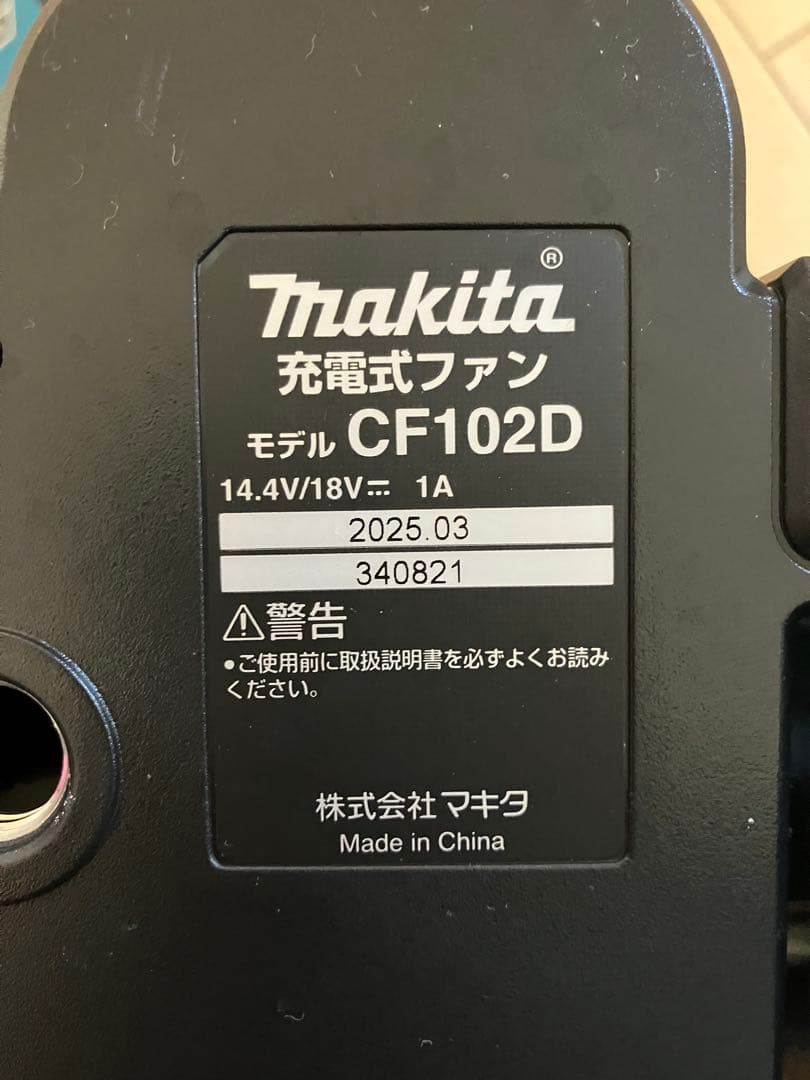 makita®
充電式ファン
モデル CF102D
14.4V/18V⎓ 1A
2025.03
340821
⚠警告
●ご使用前に取扱説明書を必ずよくお読み
ください。
株式会社マキタ
Made in China